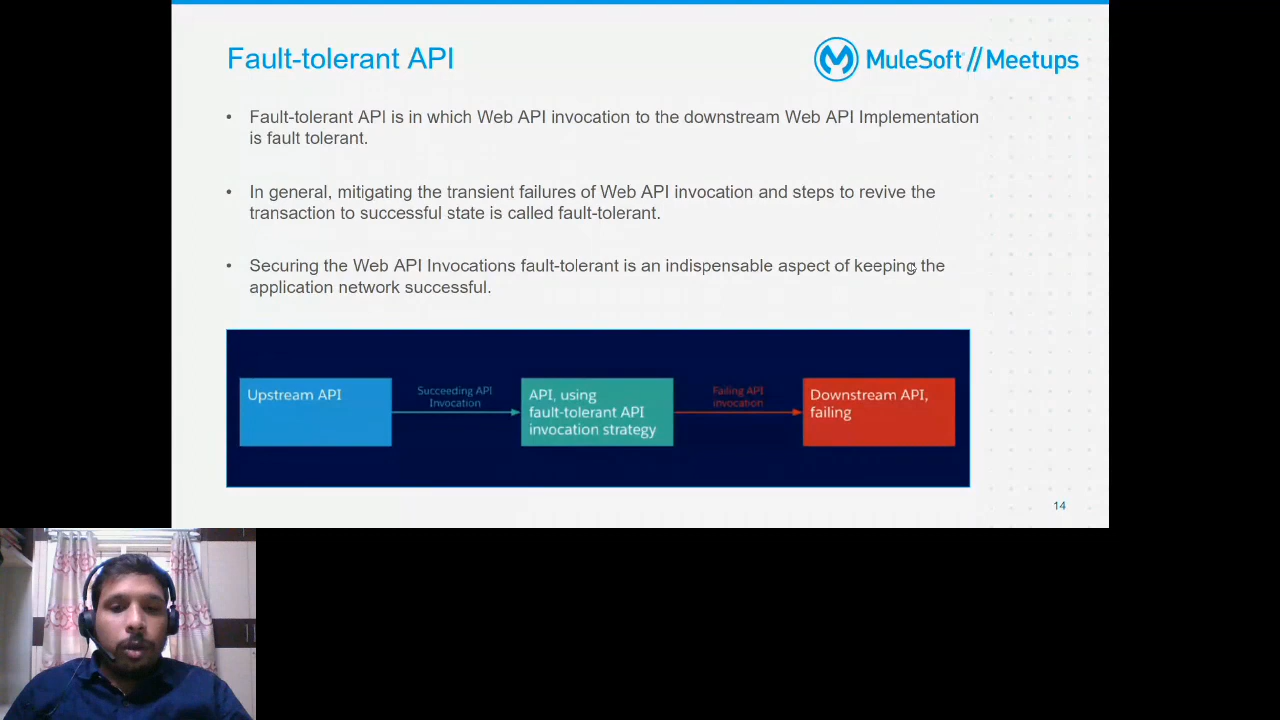 Fault-tolerant API
MuleSoft // Meetups
• Fault-tolerant API is in which Web API invocation to the downstream Web API Implementation
is fault tolerant.
• In general, mitigating the transient failures of Web API invocation and steps to revive the
transaction to successful state is called fault-tolerant.
• Securing the Web API Invocations fault-tolerant is an indispensable aspect of keeping the
application network successful.
Upstream API
Succeeding API
Invocation
API, using
fault-tolerant API
invocation strategy
Failing API
invocation
Downstream API,
failing
14